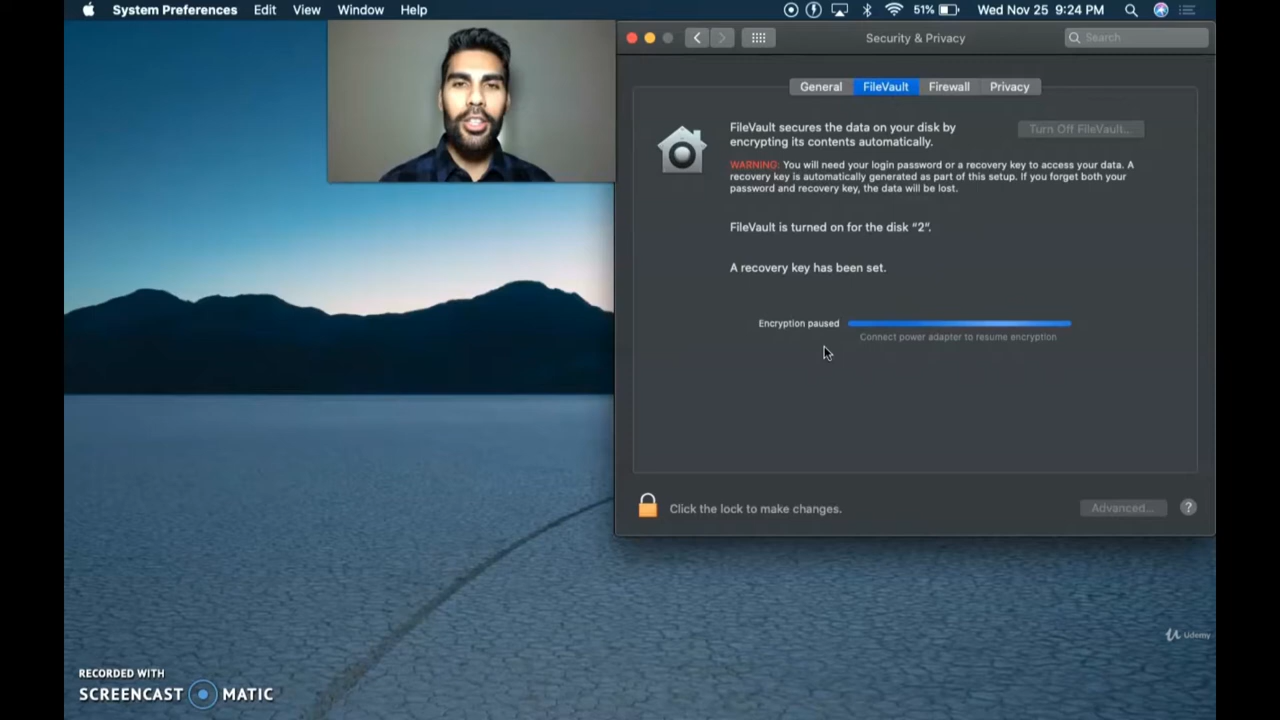 System Preferences Edit View Window Help 51% Wed Nov 25 9:24 PM
Security & Privacy Search
General FileVault Firewall Privacy
FileVault secures the data on your disk by
encrypting its contents automatically.
Turn Off FileVault...
WARNING: You will need your login password or a recovery key to access your data. A
recovery key is automatically generated as part of this setup. If you forget both your
password and recovery key, the data will be lost.
FileVault is turned on for the disk “2”.
A recovery key has been set.
Encryption paused
Connect power adapter to resume encryption
Click the lock to make changes.
Advanced... ?
Udemy
RECORDED WITH
SCREENCAST MATIC